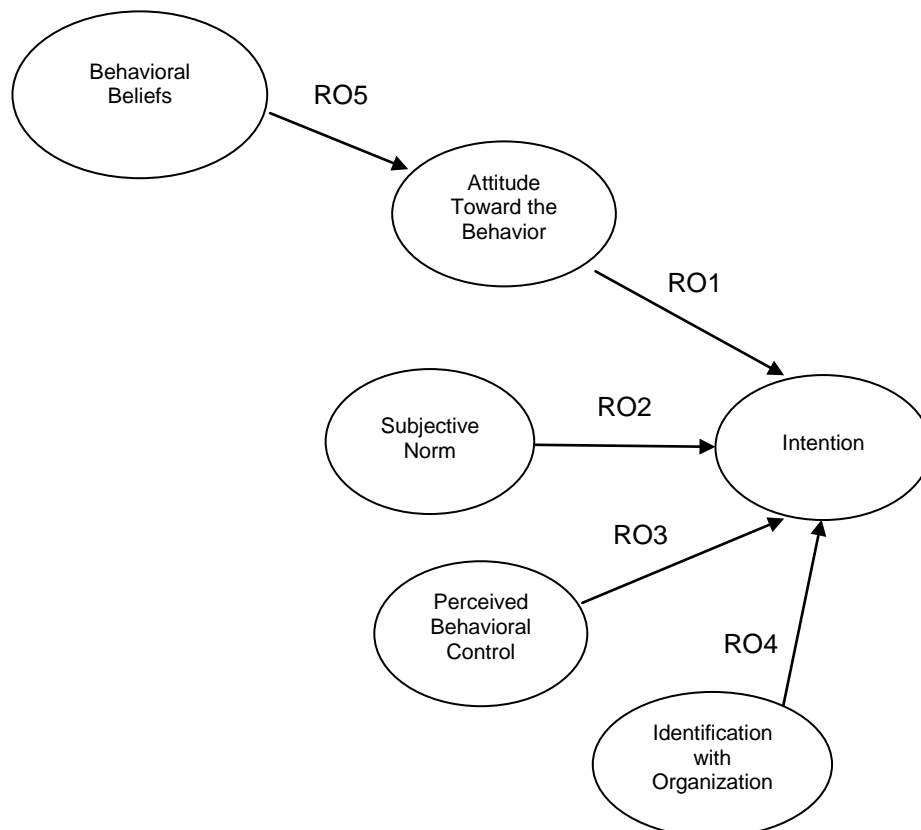 Behavioral
Beliefs
RO5
Attitude
Toward the
Behavior
RO1
RO2
Subjective
Norm
Intention
RO3
Perceived
Behavioral
Control
RO4
Identification
with
Organization